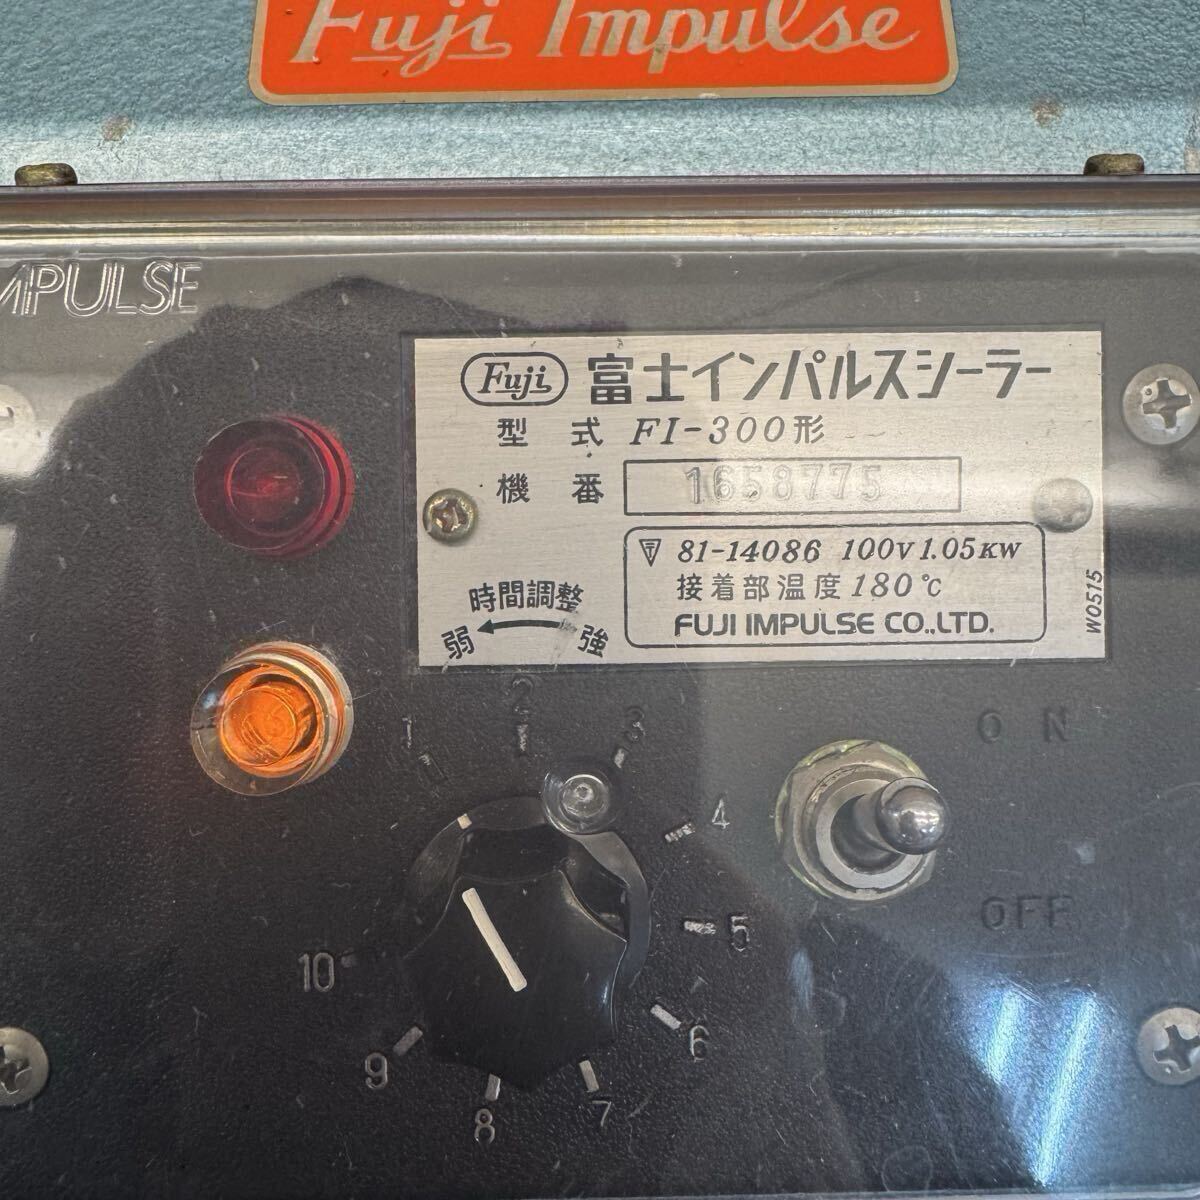 Fuji Impulse
MPULSE
Fuji 富士インパルスシーラー
型式 FI-300形
機番 1658775
〒 81-14086 100V 1.05KW
接着部温度 180℃
FUJI IMPULSE CO.,LTD.
W0515
時間調整
弱 強
1
2
3
4
5
6
7
8
9
10
ON
OFF